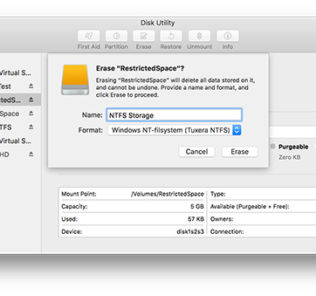 Disk Utility
First Aid Partition Erase Restore Unmount Info
Virtual S...
Test
ctedS...
Space
TFS
Virtual S...
HD
Erase "RestrictedSpace"?
Erasing "RestrictedSpace" will delete all data stored on it,
and cannot be undone. Provide a name and format, and
click Erase to proceed.
Name: NTFS Storage
Format: Windows NT-filsystem (Tuxera NTFS)
Cancel Erase
Purgeable
Zero KB
Mount Point: /Volumes/RestrictedSpace Type:
Capacity: 5 GB Available (Purgeable + Free):
Used: 57 KB Owners:
Device: disk1s2s3 Connection: